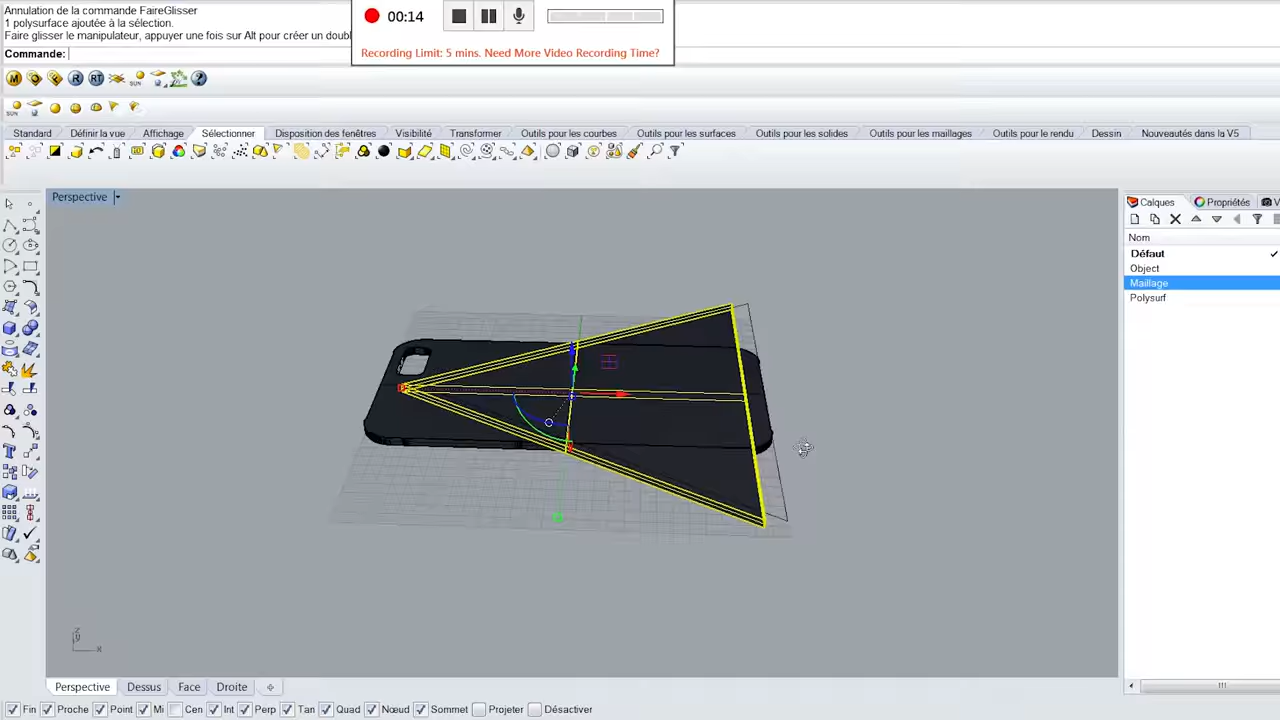 Annulation de la commande FaireGlisser
1 polysurface ajoutée à la sélection.
Faire glisser le manipulateur, appuyer une fois sur Alt pour créer un
Commande:
00:14
Recording Limit: 5 mins. Need More Video Recording Time?
M R RT SUN ?
SUN
Standard Définir la vue Affichage Sélectionner Disposition des fenêtres Visibilité Transformer Outils pour les courbes Outils pour les surfaces Outils pour les solides Outils pour les maillages Outils pour le rendu Dessin Nouveautés dans la V5
Perspective
Calques Propriétés V
Nom
Défaut
Object
Maillage
Polysurf
z
y
x
Perspective Dessus Face Droite
Fin Proche Point Mi Cen Int Perp Tan Quad Nœud Sommet Projeter Désactiver